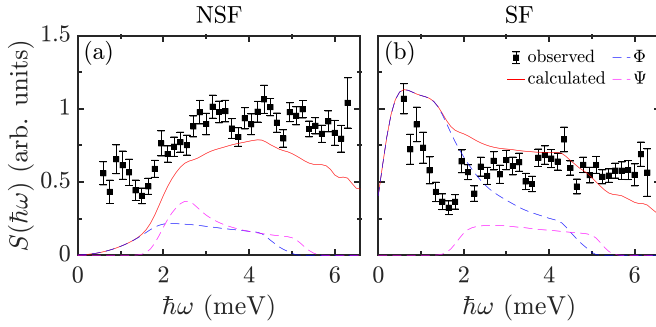 NSF SF
1.5
1
0.5
0
S(ħω) (arb. units)
(a)
(b)
observed
calculated
Φ
Ψ
0 2 4 6
0 2 4 6
ħω (meV)
ħω (meV)